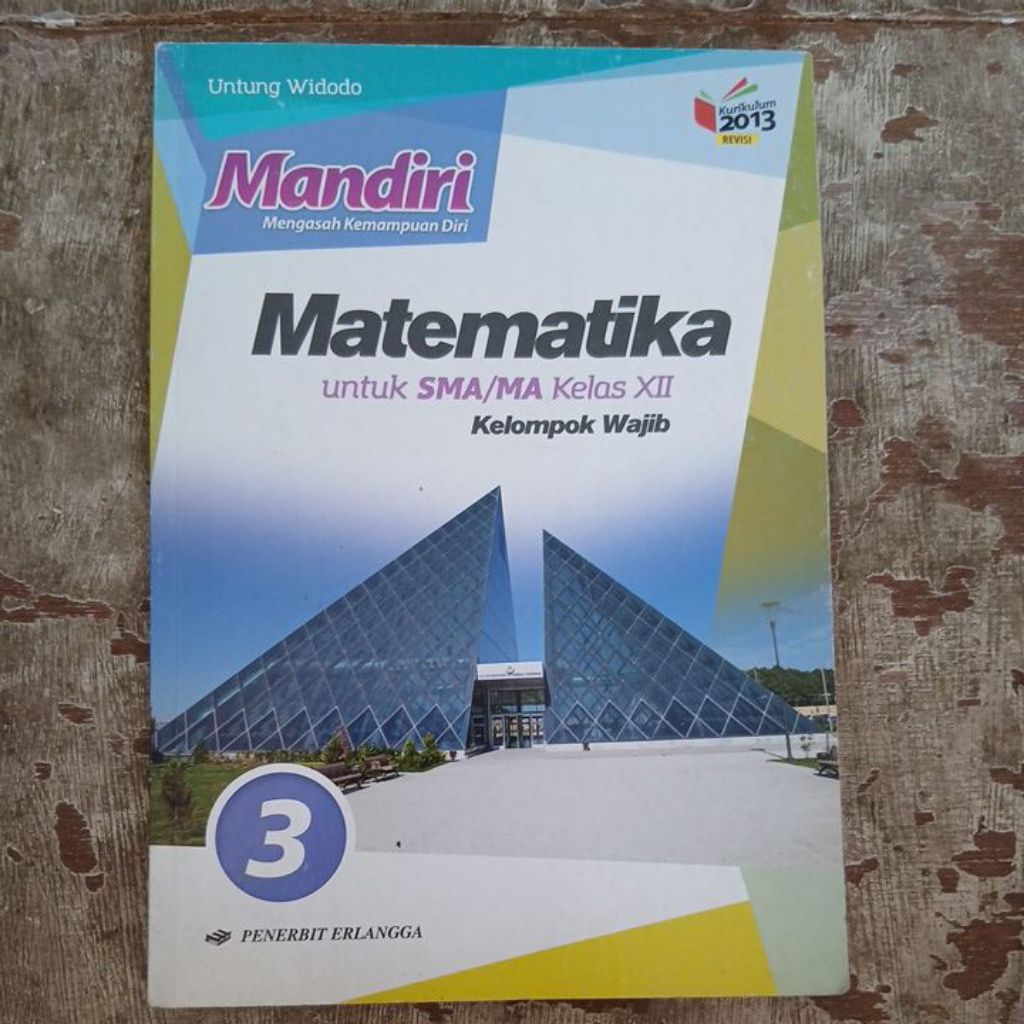 Untung Widodo
Kurikulum
2013
REVISI
Mandiri
Mengasah Kemampuan Diri
Matematika
untuk SMA/MA Kelas XII
Kelompok Wajib
3
PENERBIT ERLANGGA